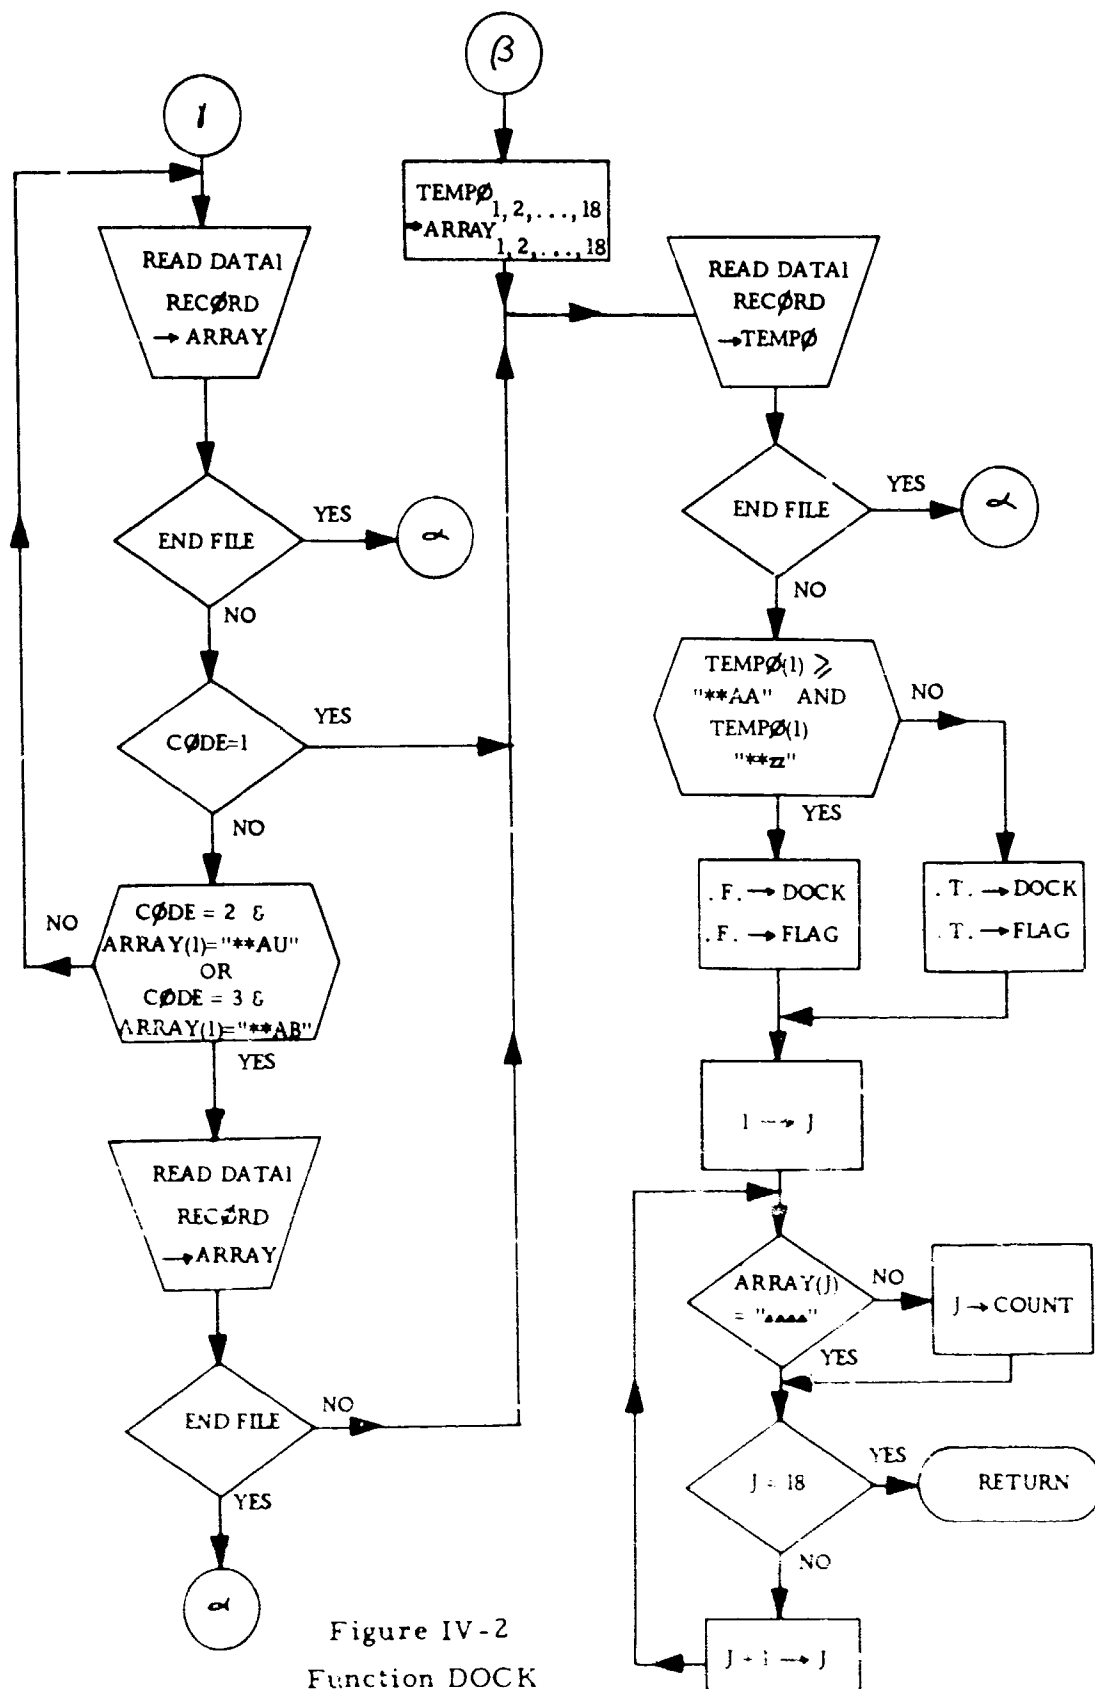 γ
READ DATA1
RECØRD
→ ARRAY
END FILE
YES
α
NO
CØDE=1
YES
NO
CØDE = 2 &
ARRAY(1)="**AU"
OR
CØDE = 3 &
ARRAY(1)="**AB"
NO
YES
READ DATA1
RECØRD
→ ARRAY
END FILE
NO
YES
α
β
TEMPØ1, 2, ..., 18
→ARRAY1, 2, ..., 18
READ DATA1
RECØRD
→TEMPØ
END FILE
YES
α
NO
TEMPØ(1) ≥
"**AA" AND
TEMPØ(1)
"**zz"
NO
YES
.F. → DOCK
.F. → FLAG
.T. → DOCK
.T. → FLAG
1 → J
ARRAY(J)
= "▲▲▲▲"
NO
J → COUNT
YES
J = 18
YES
RETURN
NO
J + 1 → J
Figure IV-2
Function DOCK